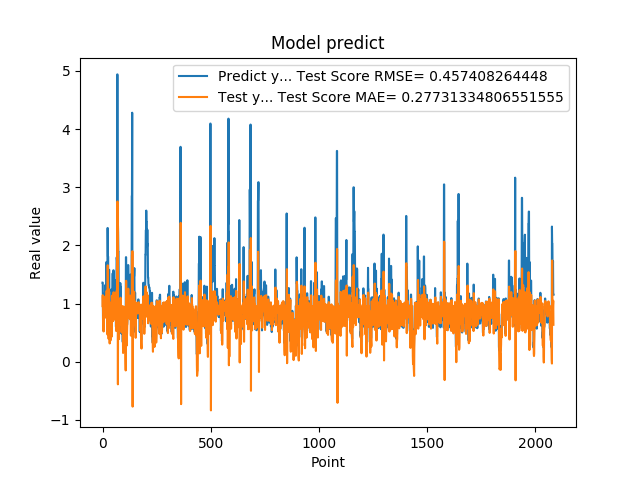 Model predict
Predict y... Test Score RMSE= 0.457408264448
Test y... Test Score MAE= 0.27731334806551555
5
4
3
2
1
0
−1
Real value
0 500 1000 1500 2000
Point